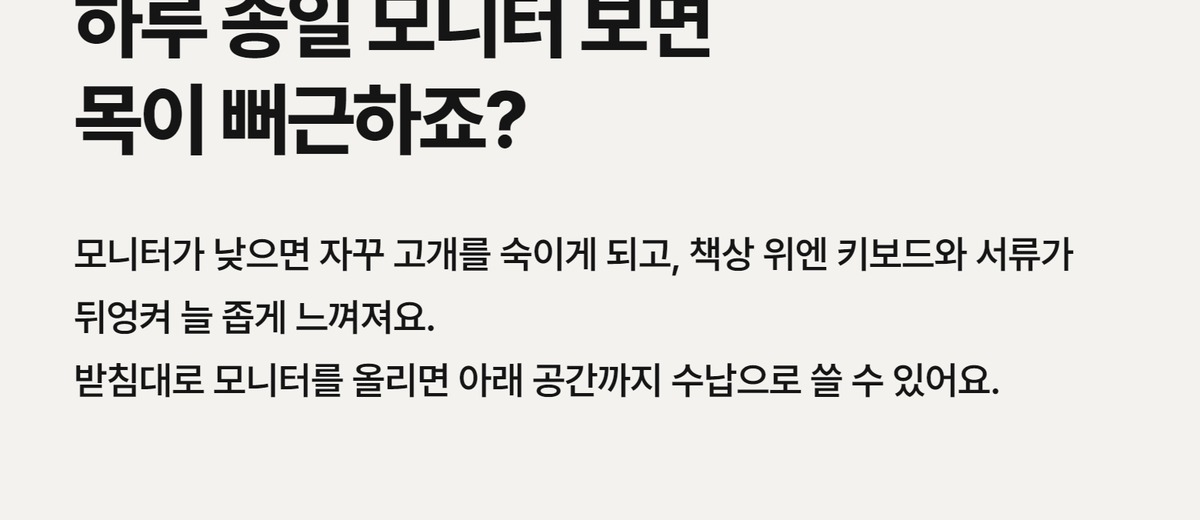 하루 종일 모니터 보면
목이 뻐근하죠?
모니터가 낮으면 자꾸 고개를 숙이게 되고, 책상 위엔 키보드와 서류가
뒤엉켜 늘 좁게 느껴져요.
받침대로 모니터를 올리면 아래 공간까지 수납으로 쓸 수 있어요.